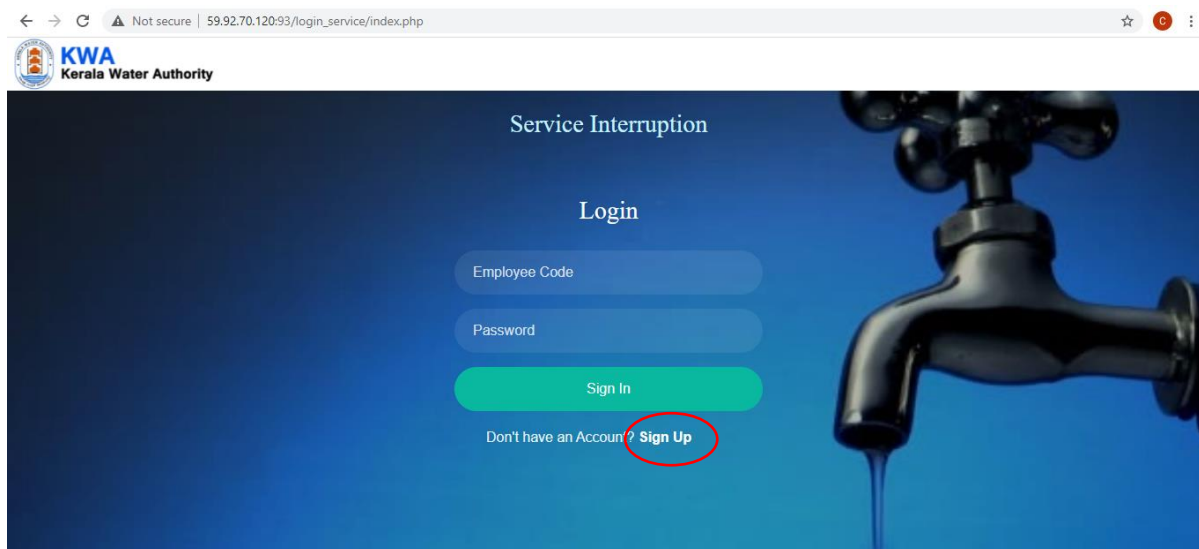 Not secure | 59.92.70.120:93/login_service/index.php
C
KWA
Kerala Water Authority
Service Interruption
Login
Employee Code
Password
Sign In
Don't have an Account? Sign Up